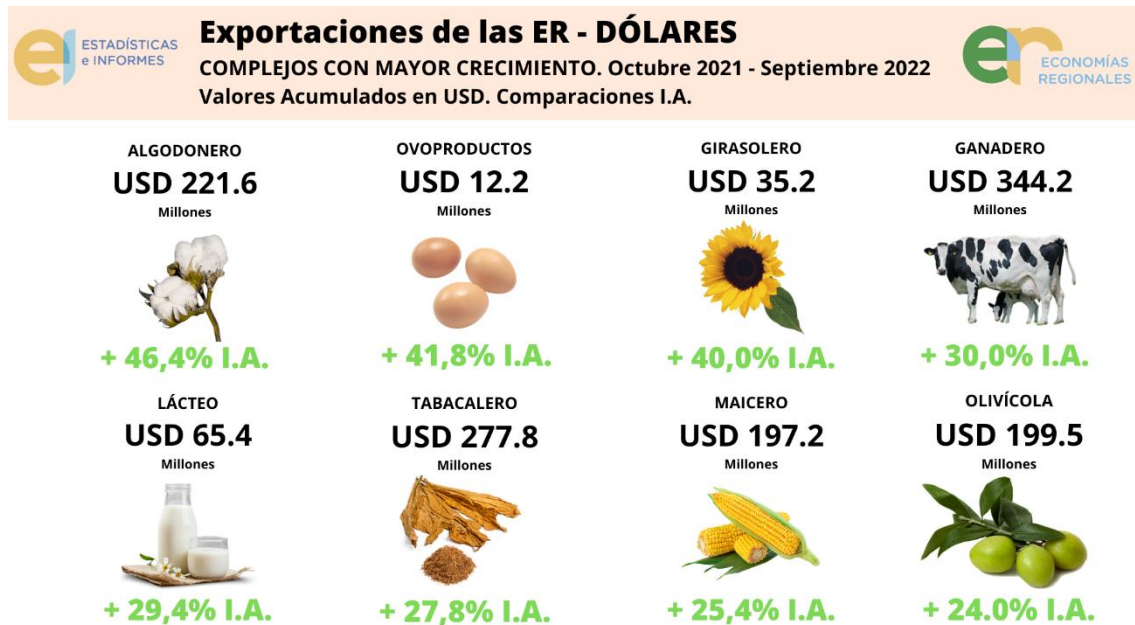 ESTADÍSTICAS
e INFORMES
Exportaciones de las ER - DÓLARES
COMPLEJOS CON MAYOR CRECIMIENTO. Octubre 2021 - Septiembre 2022
Valores Acumulados en USD. Comparaciones I.A.
er
ECONOMÍAS
REGIONALES
ALGODONERO
USD 221.6
Millones
+ 46,4% I.A.
OVOPRODUCTOS
USD 12.2
Millones
+ 41,8% I.A.
GIRASOLERO
USD 35.2
Millones
+ 40,0% I.A.
GANADERO
USD 344.2
Millones
+ 30,0% I.A.
LÁCTEO
USD 65.4
Millones
+ 29,4% I.A.
TABACALERO
USD 277.8
Millones
+ 27,8% I.A.
MAICERO
USD 197.2
Millones
+ 25,4% I.A.
OLIVÍCOLA
USD 199.5
Millones
+ 24.0% I.A.